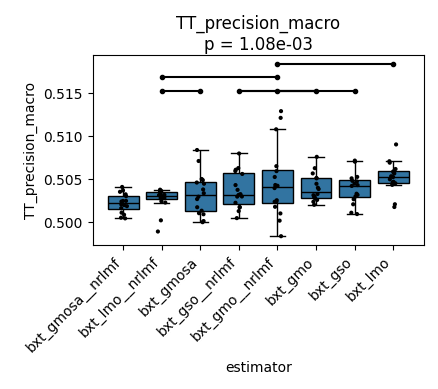 TT_precision_macro
p = 1.08e-03
TT_precision_macro
0.515
0.510
0.505
0.500
bxt_gmosa__nrlmf
bxt_lmo__nrlmf
bxt_gmosa
bxt_gso__nrlmf
bxt_gmo__nrlmf
bxt_gmo
bxt_gso
bxt_lmo
estimator